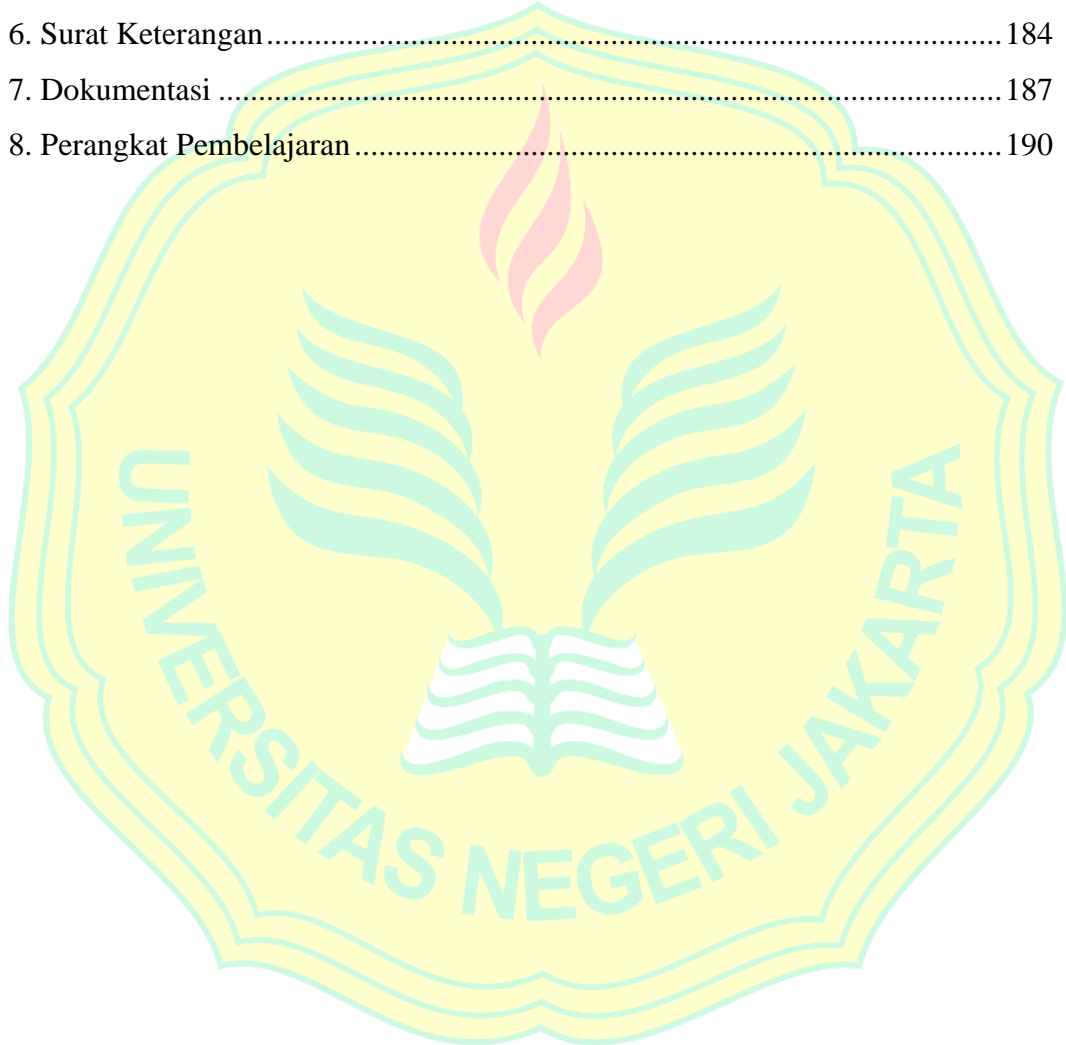 6. Surat Keterangan............................................................................................184
7. Dokumentasi ..................................................................................................187
8. Perangkat Pembelajaran.................................................................................190
UNIVERSITAS NEGERI JAKARTA